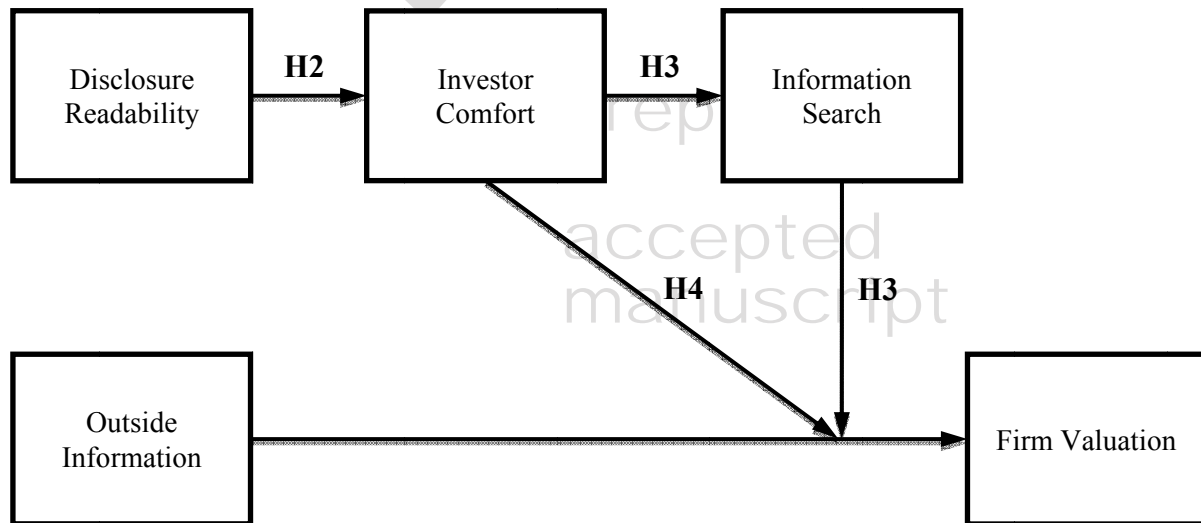 Disclosure
Readability
H2
Investor
Comfort
H3
Information
Search
accepted
manuscript
H4
H3
Outside
Information
Firm Valuation